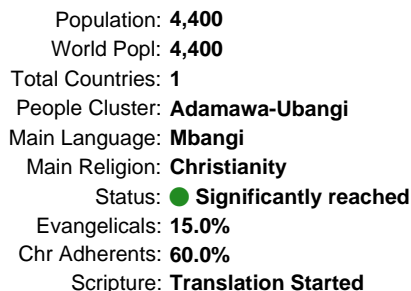 Population: 4,400
World Popl: 4,400
Total Countries: 1
People Cluster: Adamawa-Ubangi
Main Language: Mbangi
Main Religion: Christianity
Status: Significantly reached
Evangelicals: 15.0%
Chr Adherents: 60.0%
Scripture: Translation Started